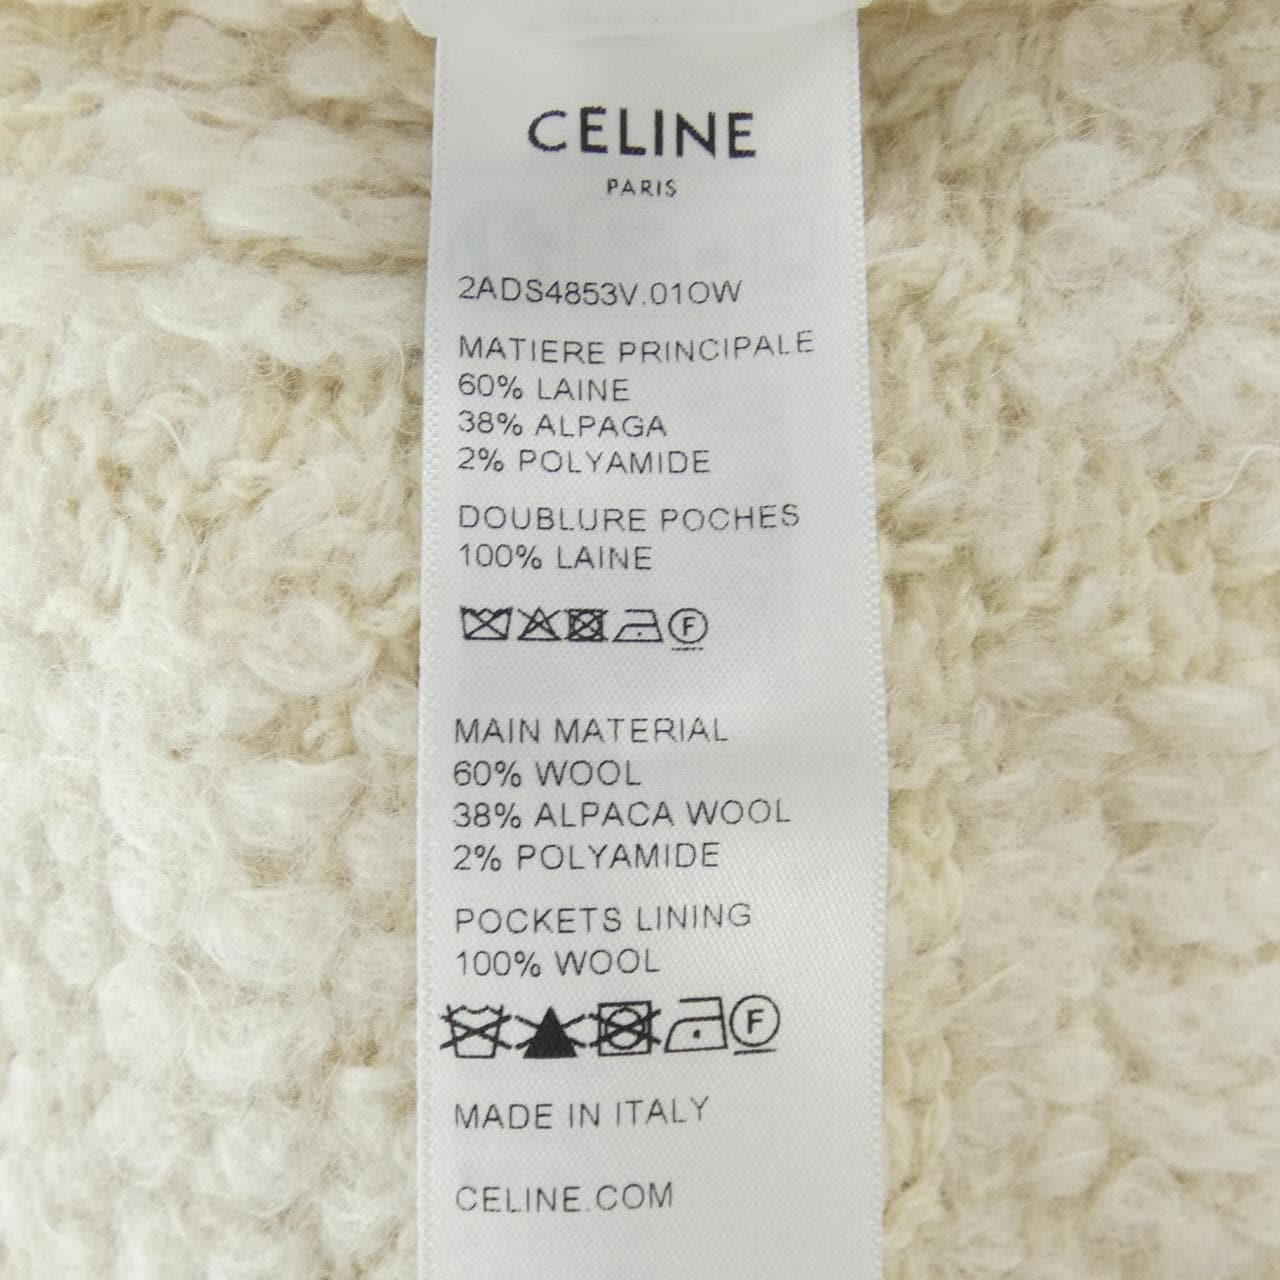 CELINE
PARIS
2ADS4853V.01OW
MATIERE PRINCIPALE
60% LAINE
38% ALPAGA
2% POLYAMIDE
DOUBLURE POCHES
100% LAINE
F
MAIN MATERIAL
60% WOOL
38% ALPACA WOOL
2% POLYAMIDE
POCKETS LINING
100% WOOL
F
MADE IN ITALY
CELINE.COM